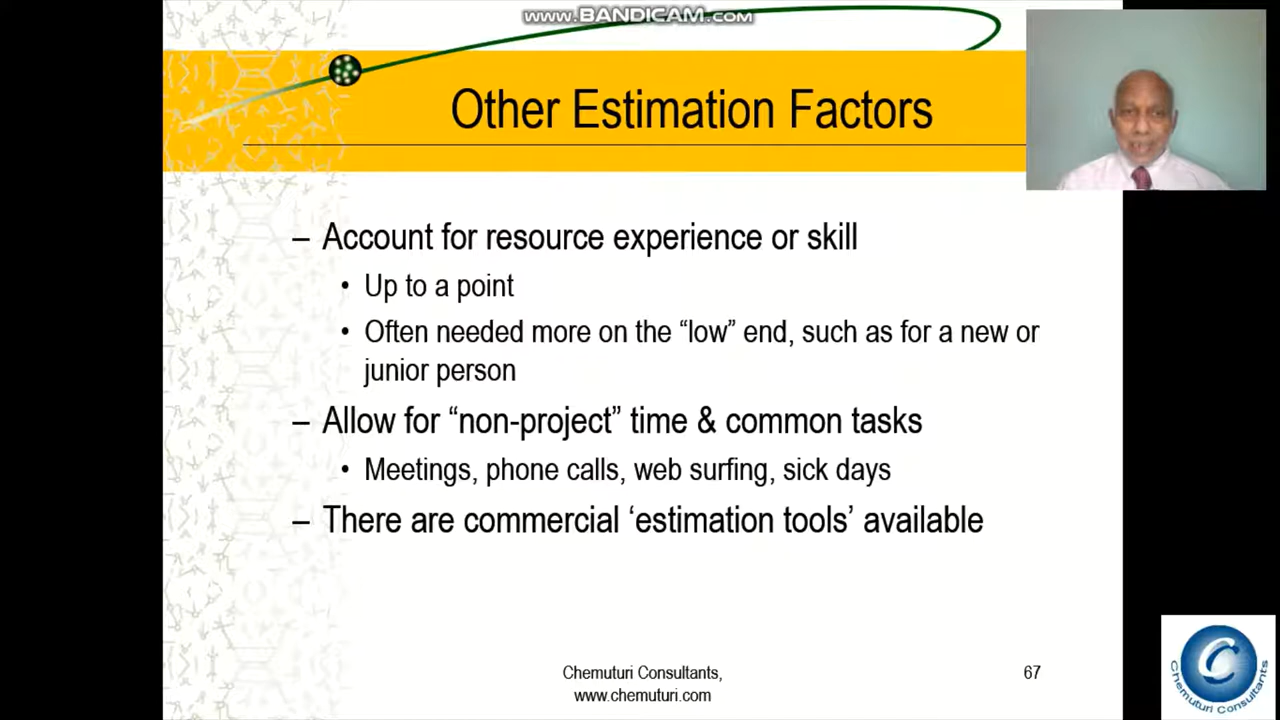 www.BANDICAM.com
Other Estimation Factors
– Account for resource experience or skill
• Up to a point
• Often needed more on the “low” end, such as for a new or
junior person
– Allow for “non-project” time & common tasks
• Meetings, phone calls, web surfing, sick days
– There are commercial ‘estimation tools’ available
Chemuturi Consultants,
www.chemuturi.com
67
C
Chemuturi Consultants